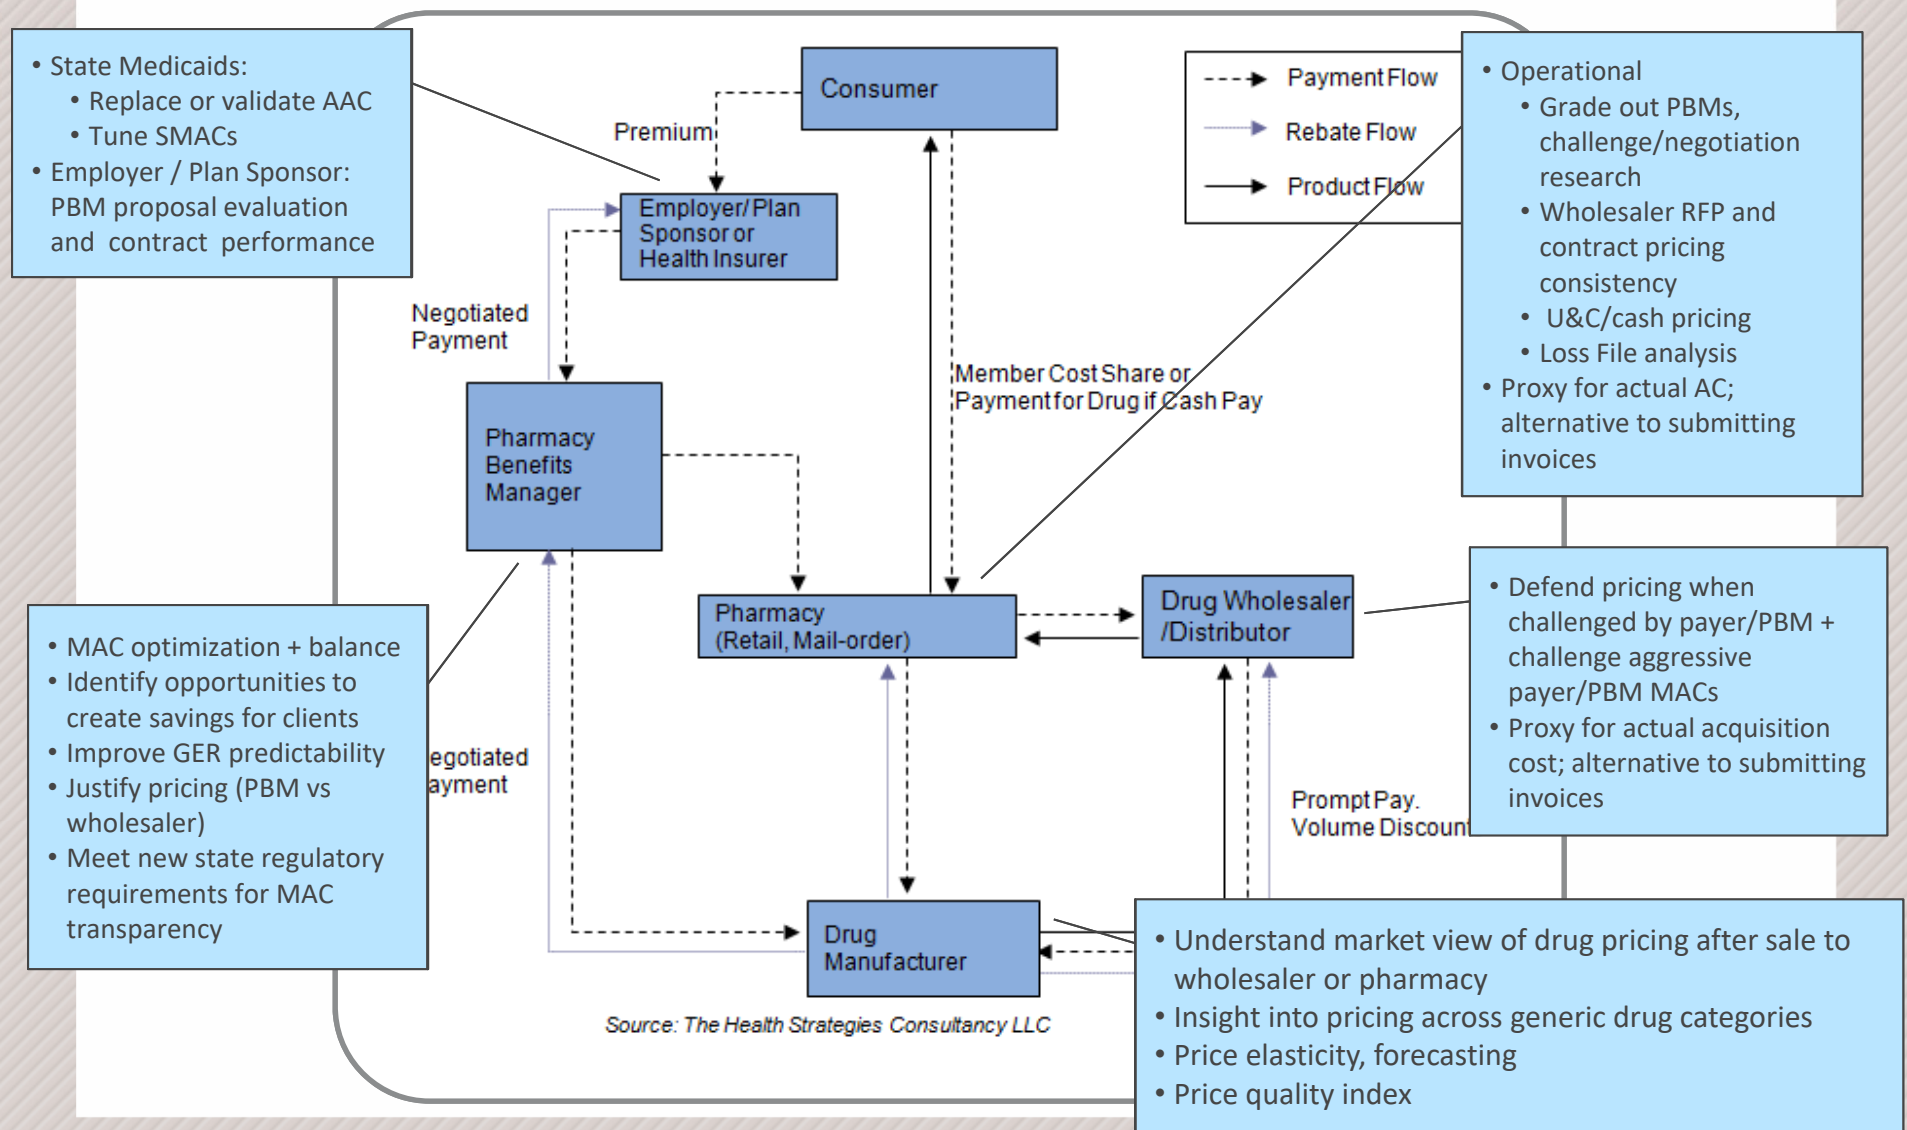 • State Medicaids:
• Replace or validate AAC
• Tune SMACs
• Employer / Plan Sponsor:
PBM proposal evaluation
and contract performance
Consumer
Premium
Employer/Plan
Sponsor or
Health Insurer
Payment Flow
Rebate Flow
Product Flow
• Operational
• Grade out PBMs,
challenge/negotiation
research
• Wholesaler RFP and
contract pricing
consistency
• U&C/cash pricing
• Loss File analysis
• Proxy for actual AC;
alternative to submitting
invoices
Negotiated
Payment
Member Cost Share or
Payment for Drug if Cash Pay
Pharmacy
Benefits
Manager
Pharmacy
(Retail, Mail-order)
Drug Wholesaler
/Distributor
• Defend pricing when
challenged by payer/PBM +
challenge aggressive
payer/PBM MACs
• Proxy for actual acquisition
cost; alternative to submitting
invoices
• MAC optimization + balance
• Identify opportunities to
create savings for clients
• Improve GER predictability
• Justify pricing (PBM vs
wholesaler)
• Meet new state regulatory
requirements for MAC
transparency
egotiated
ayment
Prompt Pay.
Volume Discount
Drug
Manufacturer
• Understand market view of drug pricing after sale to
wholesaler or pharmacy
• Insight into pricing across generic drug categories
• Price elasticity, forecasting
• Price quality index
Source: The Health Strategies Consultancy LLC